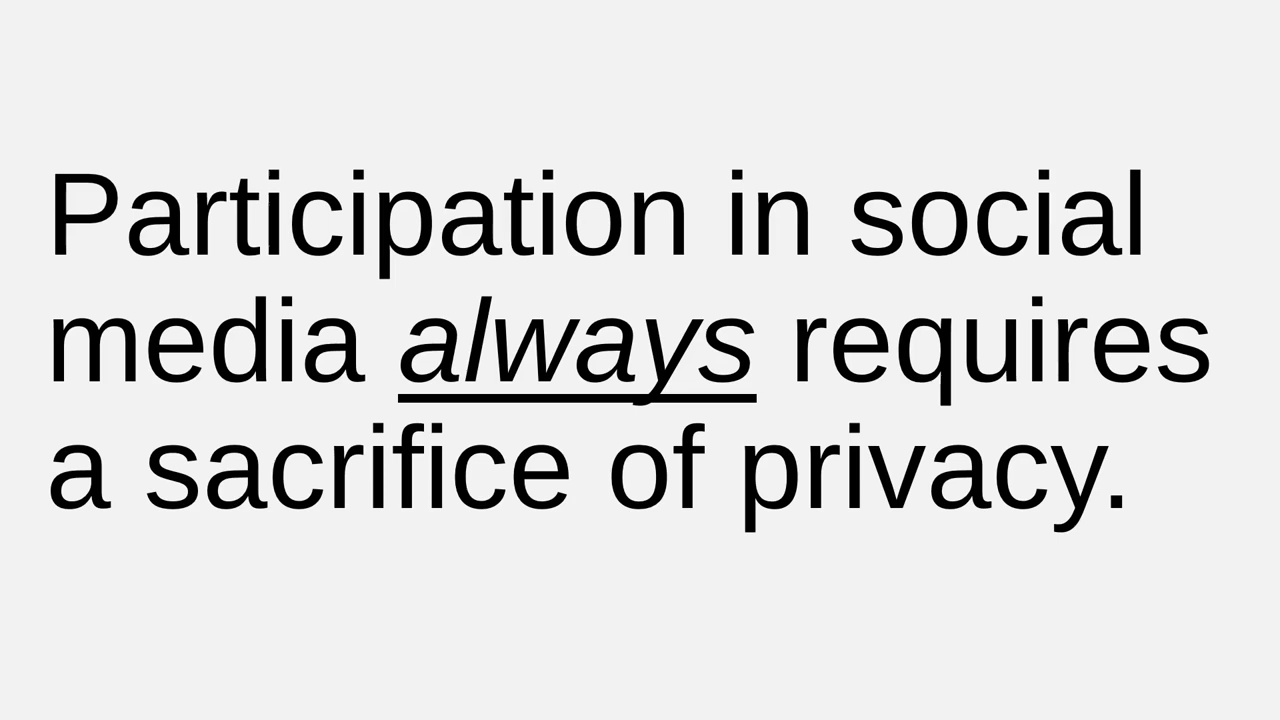 Participation in social
media always requires
a sacrifice of privacy.